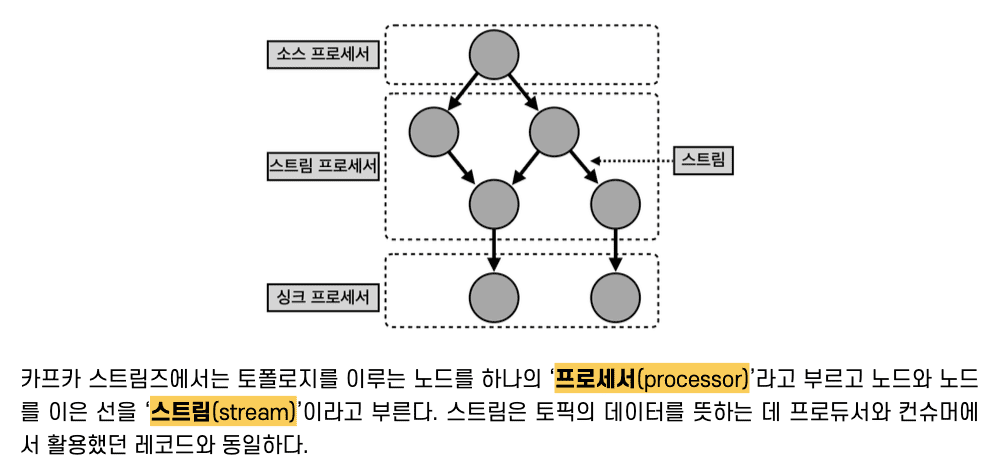 소스 프로세서
스트림 프로세서
스트림
싱크 프로세서
카프카 스트림즈에서는 토폴로지를 이루는 노드를 하나의 ‘프로세서(processor)’라고 부르고 노드와 노드
를 이은 선을 ‘스트림(stream)’이라고 부른다. 스트림은 토픽의 데이터를 뜻하는 데 프로듀서와 컨슈머에
서 활용했던 레코드와 동일하다.